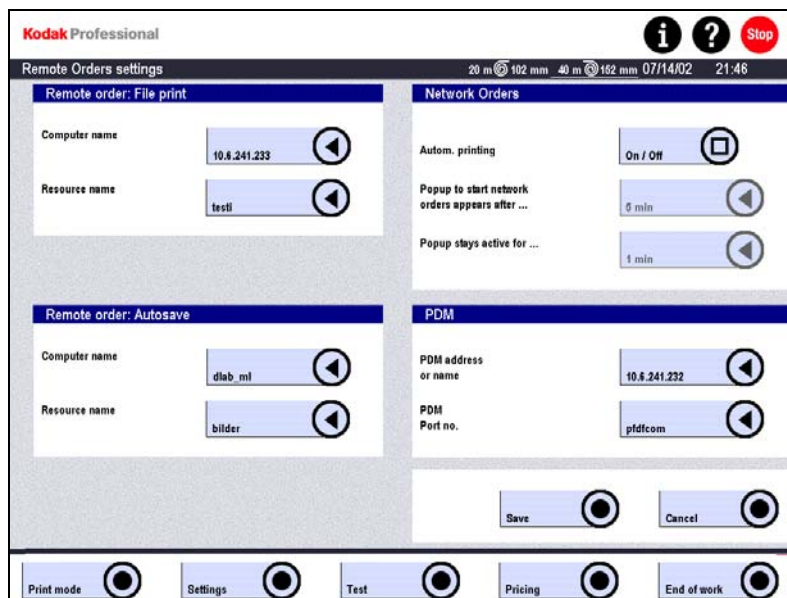 Kodak Professional
Stop
Remote Orders settings
20 m 102 mm 40 m 152 mm 07/14/02 21:46
Remote order: File print
Computer name
10.6.241.233
Resource name
testl
Network Orders
Autom. printing
On / Off
Popup to start network
orders appears after ...
5 min
Popup stays active for ...
1 min
Remote order: Autosave
Computer name
dlab_ml
Resource name
bilder
PDM
PDM address
or name
10.6.241.232
PDM
Port no.
pfdfcom
Save
Cancel
Print mode
Settings
Test
Pricing
End of work